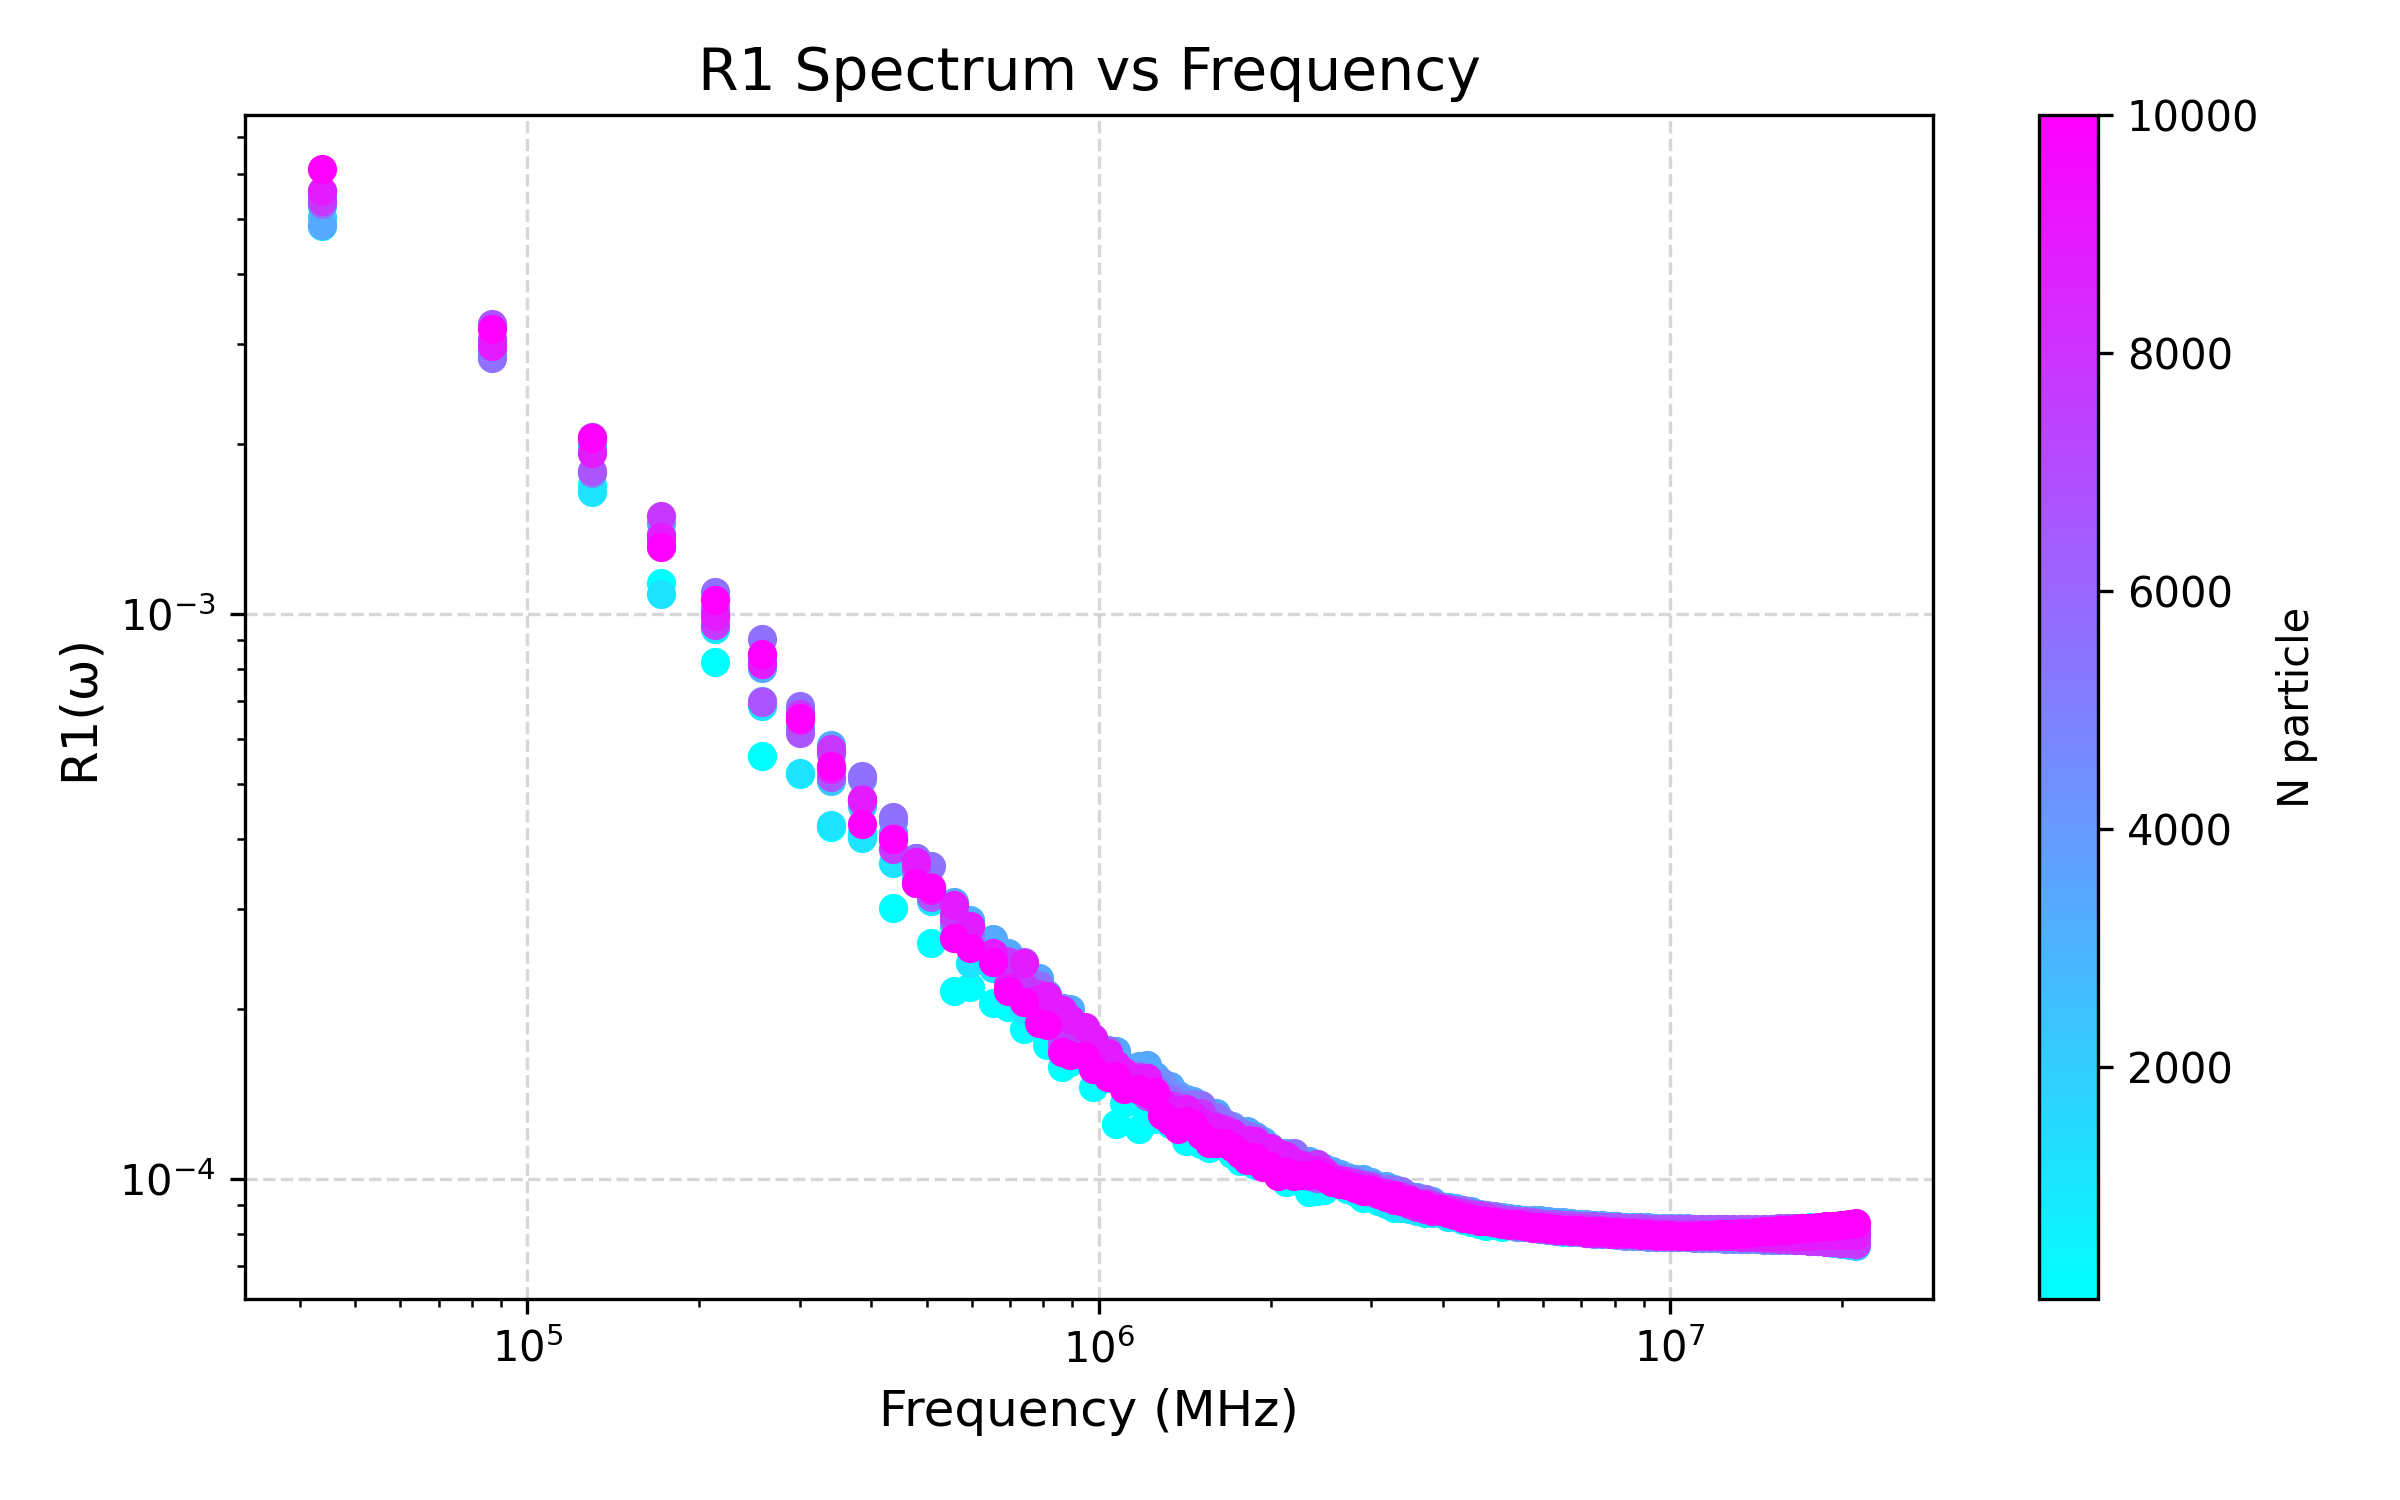 R1 Spectrum vs Frequency
R1(ω)
10⁻³
10⁻⁴
10⁵
10⁶
10⁷
Frequency (MHz)
10000
8000
6000
4000
2000
N particle